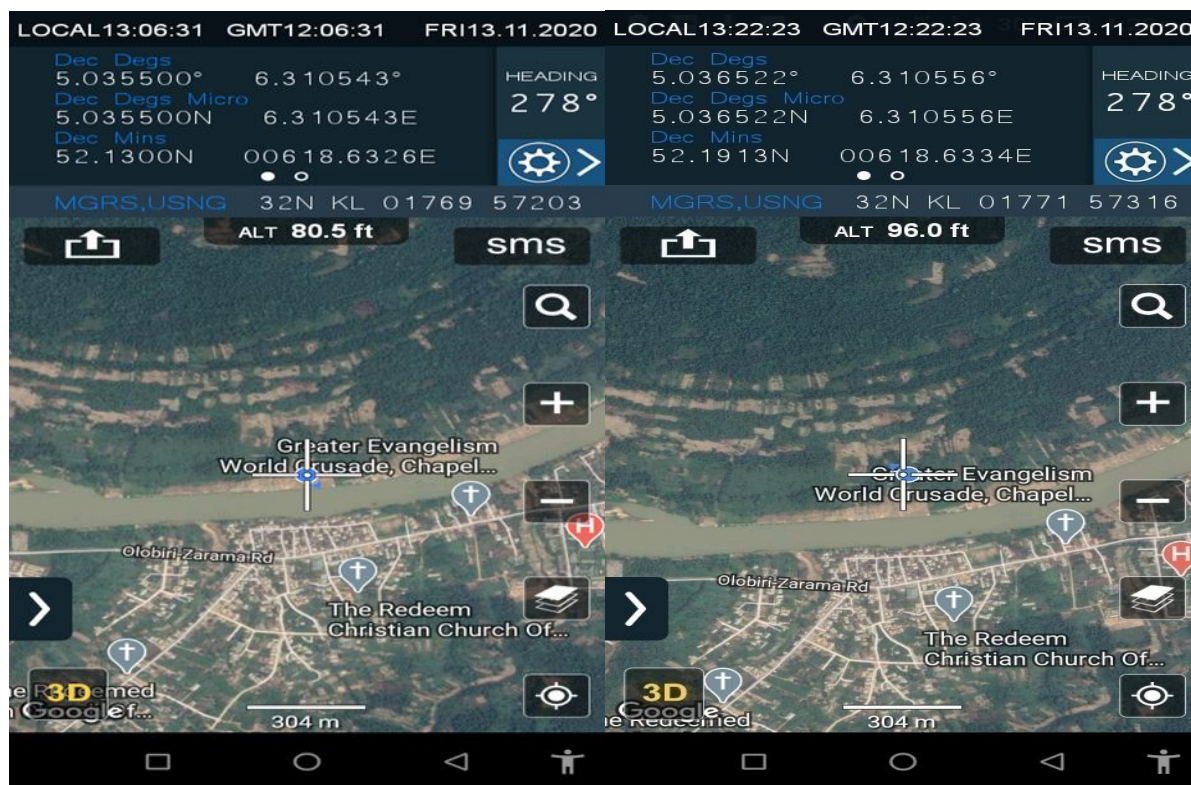 LOCAL13:06:31 GMT12:06:31 FRI13.11.2020
Dec Degs
5.035500° 6.310543°
Dec Degs Micro
5.035500N 6.310543E
Dec Mins
52.1300N 00618.6326E
HEADING
278°
MGRS,USNG 32N KL 01769 57203
ALT 80.5 ft
sms
Greater Evangelism
World Crusade, Chapel...
H
Olobiri-Zarama Rd
The Redeem
Christian Church Of...
3D
Google
304 m
LOCAL13:22:23 GMT12:22:23 FRI13.11.2020
Dec Degs
5.036522° 6.310556°
Dec Degs Micro
5.036522N 6.310556E
Dec Mins
52.1913N 00618.6334E
HEADING
278°
MGRS,USNG 32N KL 01771 57316
ALT 96.0 ft
sms
Greater Evangelism
World Crusade, Chapel...
H
Olobiri-Zarama Rd
The Redeem
Christian Church Of...
3D
Google
304 m